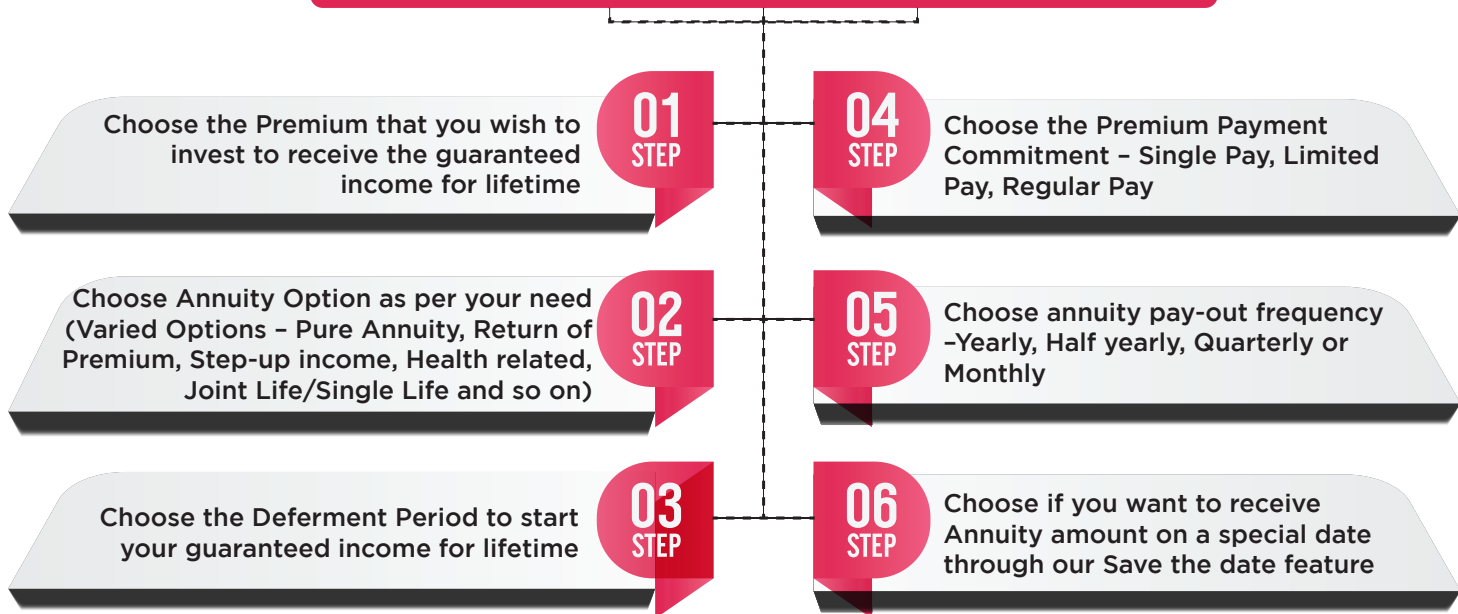 01
STEP
Choose the Premium that you wish to
invest to receive the guaranteed
income for lifetime
02
STEP
Choose Annuity Option as per your need
(Varied Options – Pure Annuity, Return of
Premium, Step-up income, Health related,
Joint Life/Single Life and so on)
03
STEP
Choose the Deferment Period to start
your guaranteed income for lifetime
04
STEP
Choose the Premium Payment
Commitment – Single Pay, Limited
Pay, Regular Pay
05
STEP
Choose annuity pay-out frequency
–Yearly, Half yearly, Quarterly or
Monthly
06
STEP
Choose if you want to receive
Annuity amount on a special date
through our Save the date feature